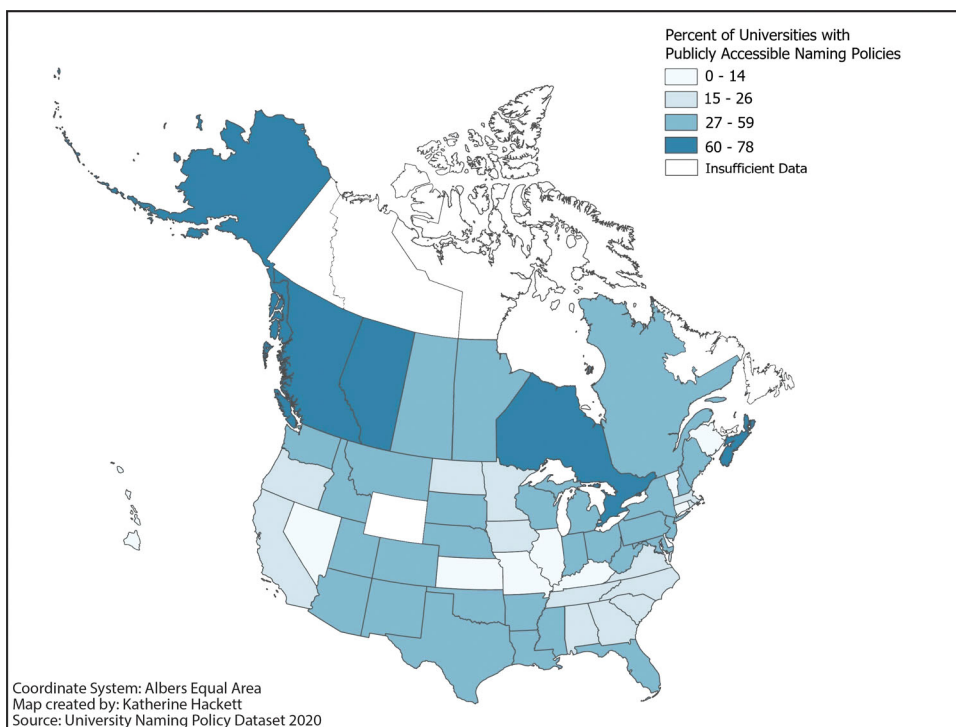 Percent of Universities with
Publicly Accessible Naming Policies
0 - 14
15 - 26
27 - 59
60 - 78
Insufficient Data
Coordinate System: Albers Equal Area
Map created by: Katherine Hackett
Source: University Naming Policy Dataset 2020